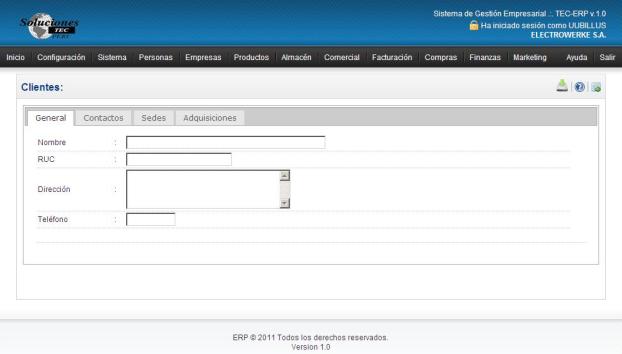 Soluciones
TEC
PERU
Sistema de Gestión Empresarial .:. TEC-ERP v.1.0
Ha iniciado sesión como UUBILLUS
ELECTROWERKE S.A.
Inicio Configuración Sistema Personas Empresas Productos Almacén Comercial Facturación Compras Finanzas Marketing Ayuda Salir
Clientes:
General Contactos Sedes Adquisiciones
Nombre :
RUC :
Dirección :
Teléfono :
ERP © 2011 Todos los derechos reservados.
Version 1.0